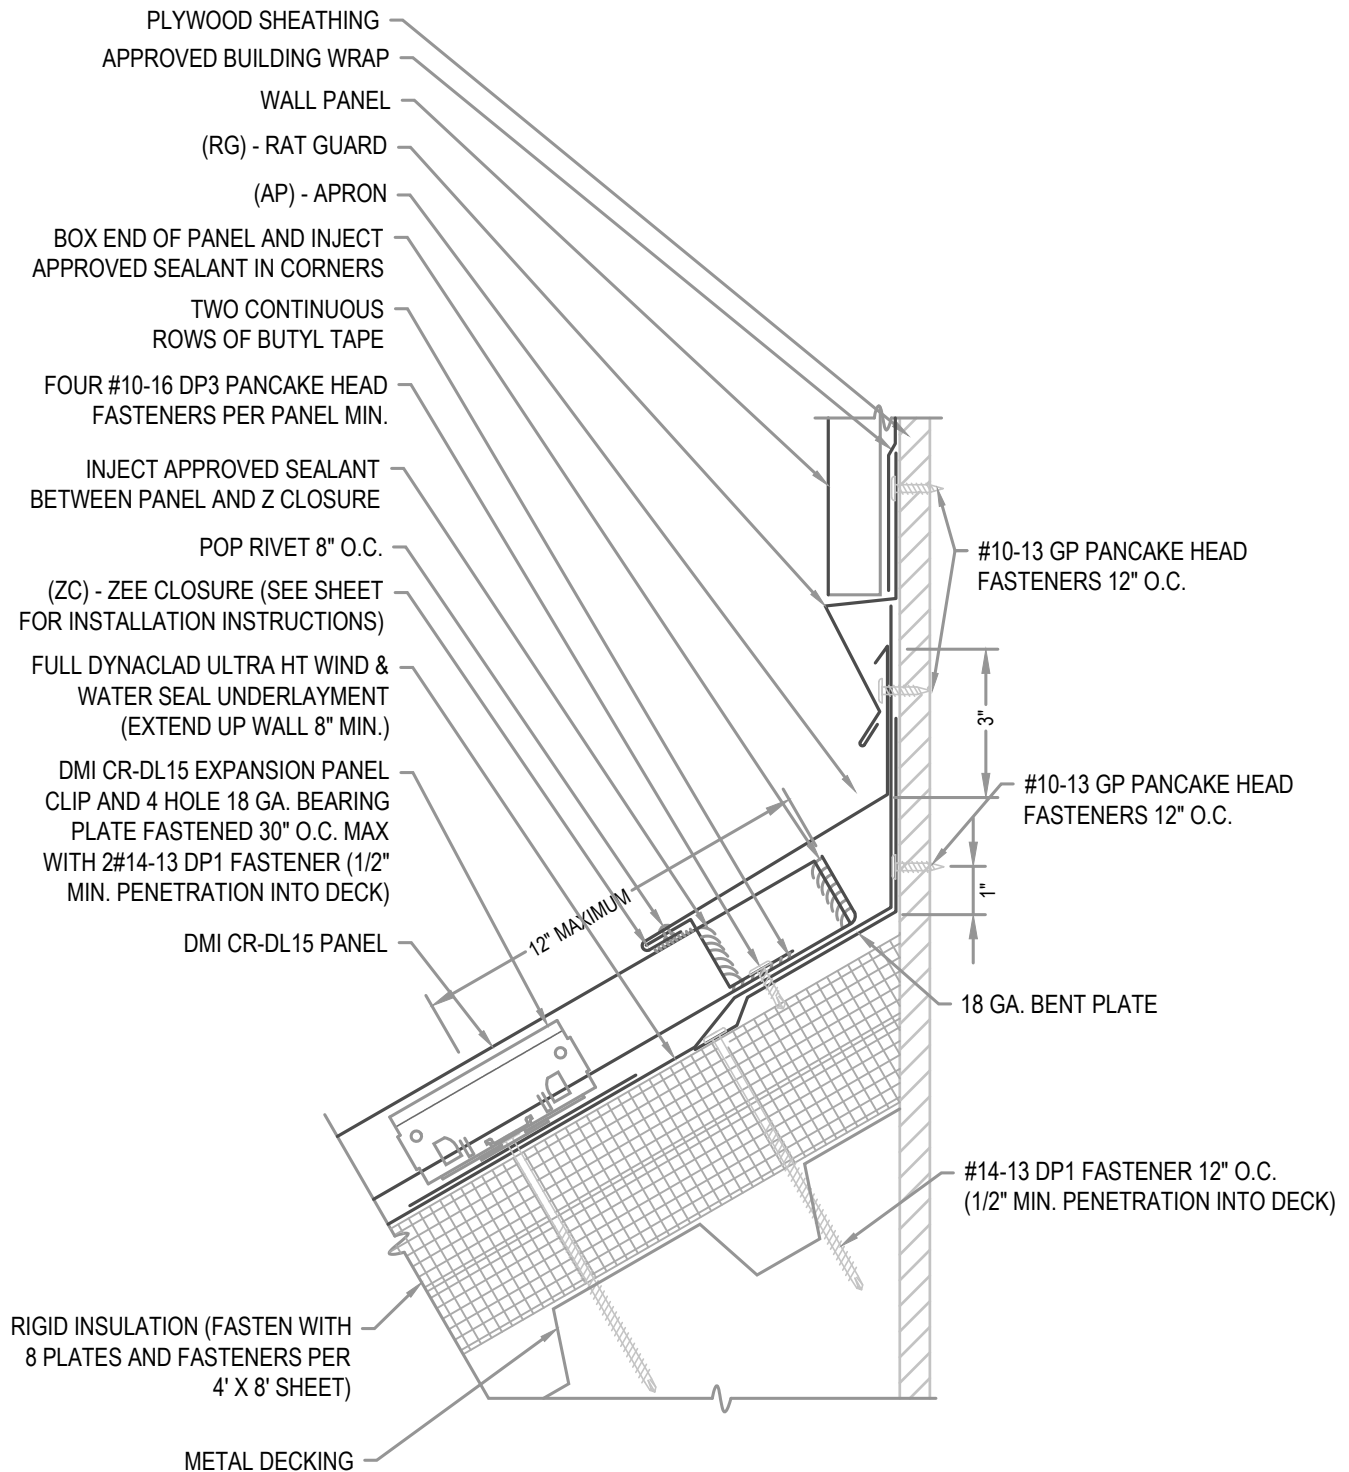 PLYWOOD SHEATHING
APPROVED BUILDING WRAP
WALL PANEL
(RG) - RAT GUARD
(AP) - APRON
BOX END OF PANEL AND INJECT
APPROVED SEALANT IN CORNERS
TWO CONTINUOUS
ROWS OF BUTYL TAPE
FOUR #10-16 DP3 PANCAKE HEAD
FASTENERS PER PANEL MIN.
INJECT APPROVED SEALANT
BETWEEN PANEL AND Z CLOSURE
POP RIVET 8" O.C.
(ZC) - ZEE CLOSURE (SEE SHEET
FOR INSTALLATION INSTRUCTIONS)
FULL DYNACLAD ULTRA HT WIND &
WATER SEAL UNDERLAYMENT
(EXTEND UP WALL 8" MIN.)
DMI CR-DL15 EXPANSION PANEL
CLIP AND 4 HOLE 18 GA. BEARING
PLATE FASTENED 30" O.C. MAX
WITH 2#14-13 DP1 FASTENER (1/2"
MIN. PENETRATION INTO DECK)
DMI CR-DL15 PANEL
12" MAXIMUM
#10-13 GP PANCAKE HEAD
FASTENERS 12" O.C.
3"
#10-13 GP PANCAKE HEAD
FASTENERS 12" O.C.
1"
18 GA. BENT PLATE
#14-13 DP1 FASTENER 12" O.C.
(1/2" MIN. PENETRATION INTO DECK)
RIGID INSULATION (FASTEN WITH
8 PLATES AND FASTENERS PER
4' X 8' SHEET)
METAL DECKING